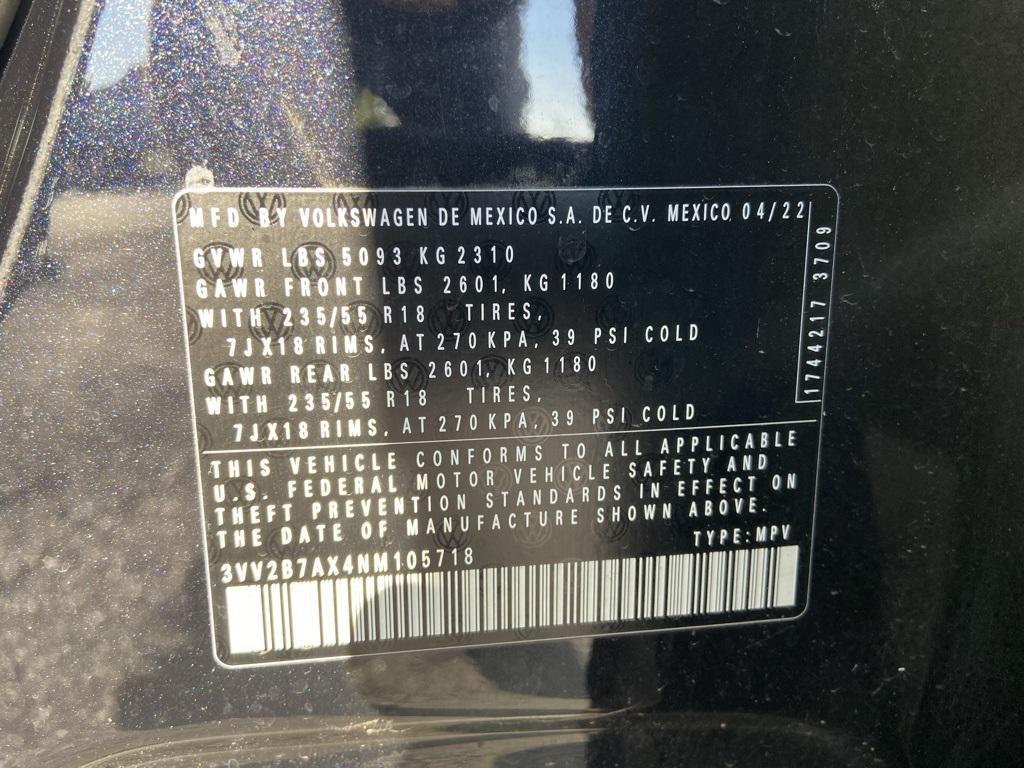 MFD BY VOLKSWAGEN DE MEXICO S.A. DE C.V. MEXICO 04/22
GVWR LBS 5093 KG 2310
GAWR FRONT LBS 2601, KG 1180
WITH 235/55 R18 TIRES,
7JX18 RIMS, AT 270 KPA, 39 PSI COLD
GAWR REAR LBS 2601, KG 1180
WITH 235/55 R18 TIRES,
7JX18 RIMS, AT 270 KPA, 39 PSI COLD
1744217 3709
THIS VEHICLE CONFORMS TO ALL APPLICABLE
U.S. FEDERAL MOTOR VEHICLE SAFETY AND
THEFT PREVENTION STANDARDS IN EFFECT ON
THE DATE OF MANUFACTURE SHOWN ABOVE.
TYPE: MPV
3VV2B7AX4NM105718